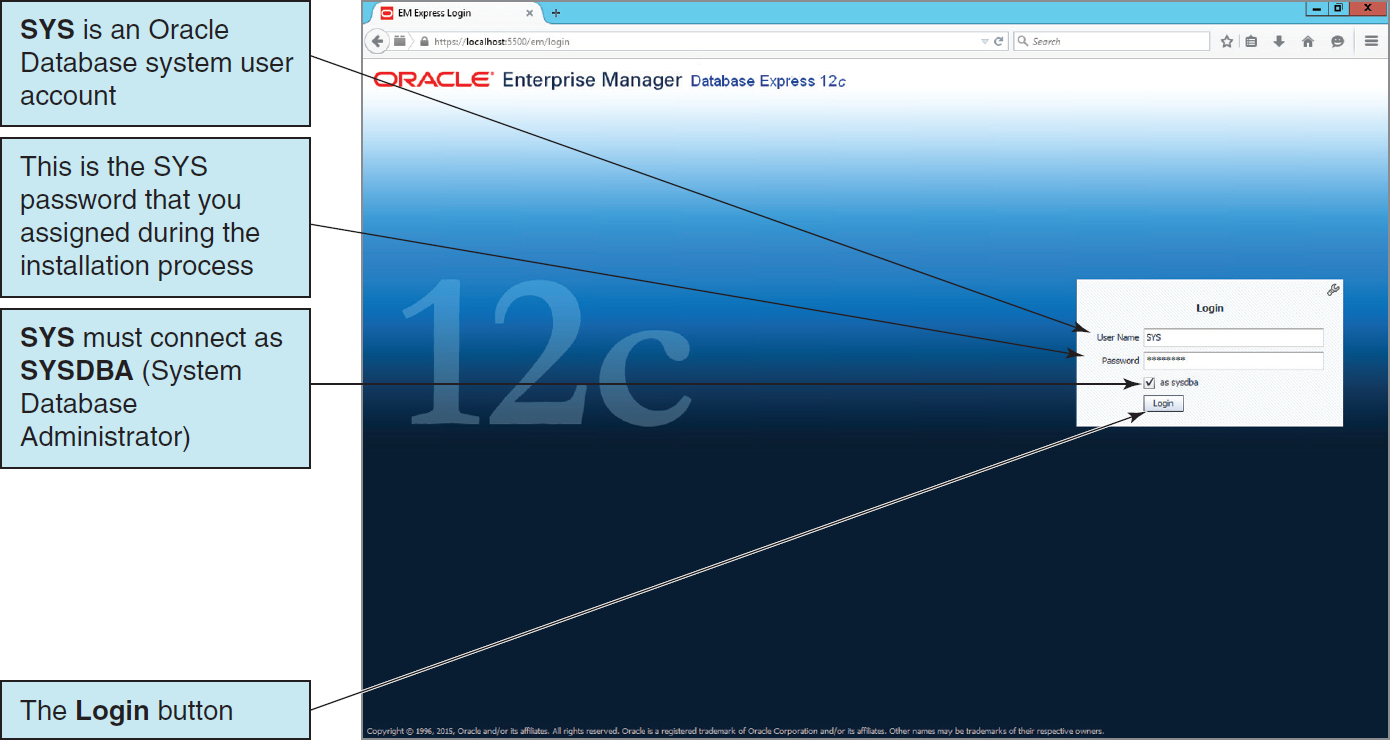 SYS is an Oracle
Database system user
account
This is the SYS
password that you
assigned during the
installation process
SYS must connect as
SYSDBA (System
Database
Administrator)
The Login button
EM Express Login
https://localhost:5500/em/login
Search
ORACLE Enterprise Manager Database Express 12c
12c
Login
User Name SYS
Password ********
as sysdba
Login
Copyright © 1996, 2015, Oracle and/or its affiliates. All rights reserved. Oracle is a registered trademark of Oracle Corporation and/or its affiliates. Other names may be trademarks of their respective owners.